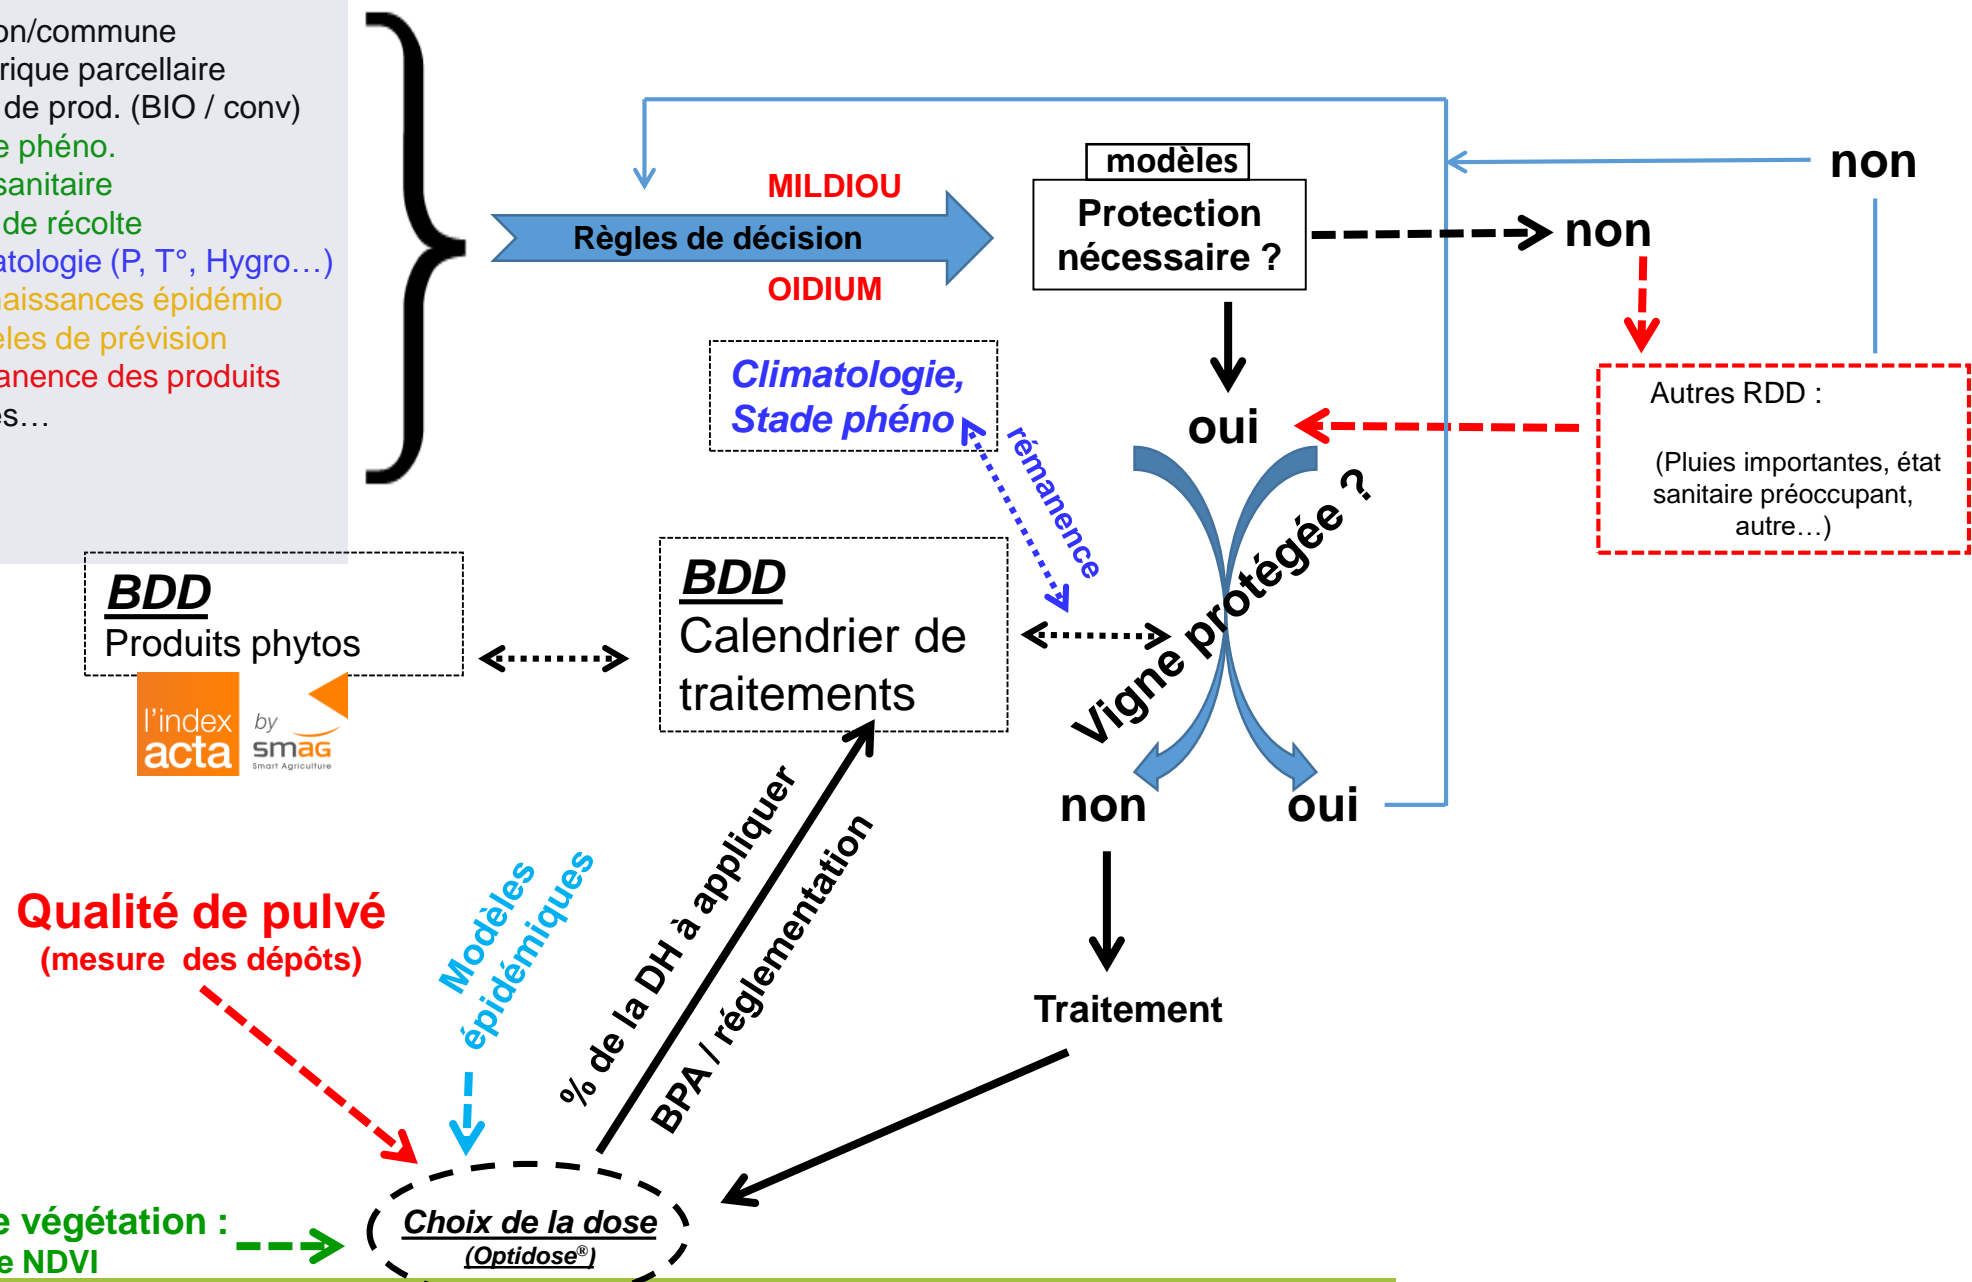 on/commune
rique parcellaire
de prod. (BIO / conv)
e phéno.
sanitaire
de récolte
atologie (P, T°, Hygro…)
naissances épidémio
èles de prévision
anence des produits
es…
MILDIOU
Règles de décision
OIDIUM
modèles
Protection
nécessaire ?
non
non
Climatologie,
Stade phéno
rémanence
oui
Autres RDD :
(Pluies importantes, état
sanitaire préoccupant,
autre…)
Vigne protégée ?
BDD
Produits phytos
l'index
acta
by
smag
Smart Agriculture
BDD
Calendrier de
traitements
non
oui
Qualité de pulvé
(mesure des dépôts)
Modèles
épidémiques
% de la DH à appliquer
BPA / réglementation
Traitement
e végétation :
e NDVI
Choix de la dose
(Optidose®)